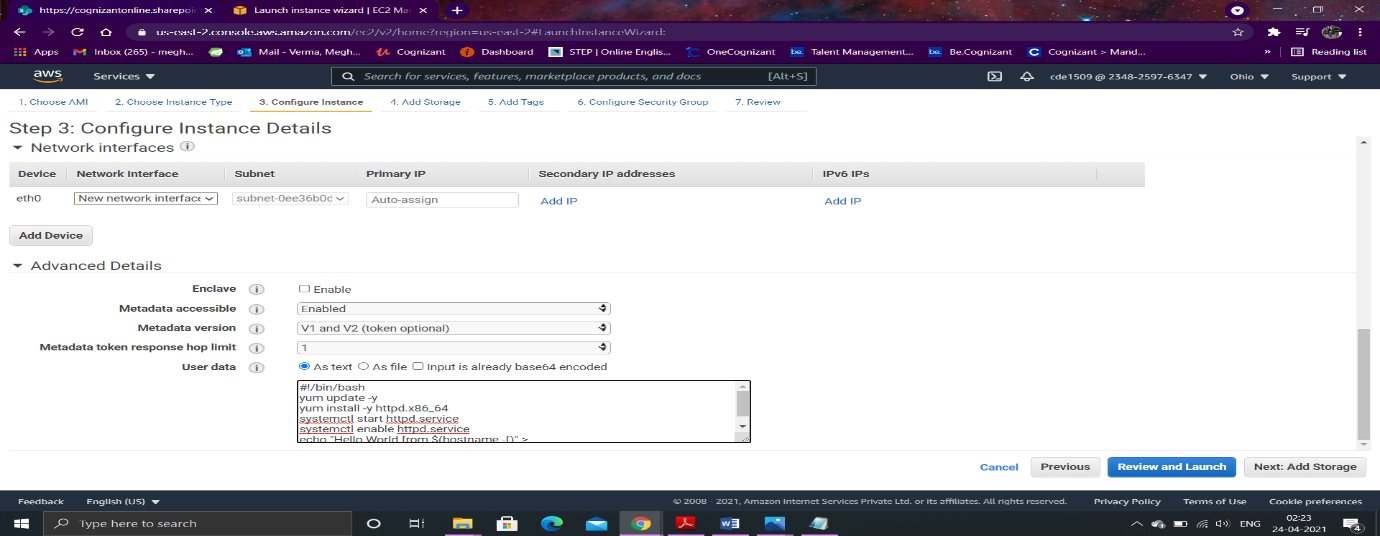 https://cognizantonline.sharepoi
Launch instance wizard | EC2 Ma
us-east-2.console.aws.amazon.com/ec2/v2/home?region=us-east-2#LaunchInstanceWizard:
Apps Inbox (265) - megh... Mail - Verma, Megh... Cognizant Dashboard STEP | Online Englis... OneCognizant be. Talent Management... be. Be.Cognizant Cognizant > Mand... » Reading list
aws Services Search for services, features, marketplace products, and docs [Alt+S] cde1509 @ 2348-2597-6347 Ohio Support
1. Choose AMI 2. Choose Instance Type 3. Configure Instance 4. Add Storage 5. Add Tags 6. Configure Security Group 7. Review
Step 3: Configure Instance Details
Network interfaces
Device Network Interface Subnet Primary IP Secondary IP addresses IPv6 IPs
eth0 New network interfac subnet-0ee36b0c Auto-assign Add IP Add IP
Add Device
Advanced Details
Enclave Enable
Metadata accessible Enabled
Metadata version V1 and V2 (token optional)
Metadata token response hop limit 1
User data As text As file Input is already base64 encoded
#!/bin/bash
yum update -y
yum install -y httpd.x86_64
systemctl start httpd.service
systemctl enable httpd.service
echo "Hello World from $(hostname -f)" >
Cancel Previous Review and Launch Next: Add Storage
Feedback English (US) © 2008 - 2021, Amazon Internet Services Private Ltd. or its affiliates. All rights reserved. Privacy Policy Terms of Use Cookie preferences
Type here to search ENG 02:23
24-04-2021 4